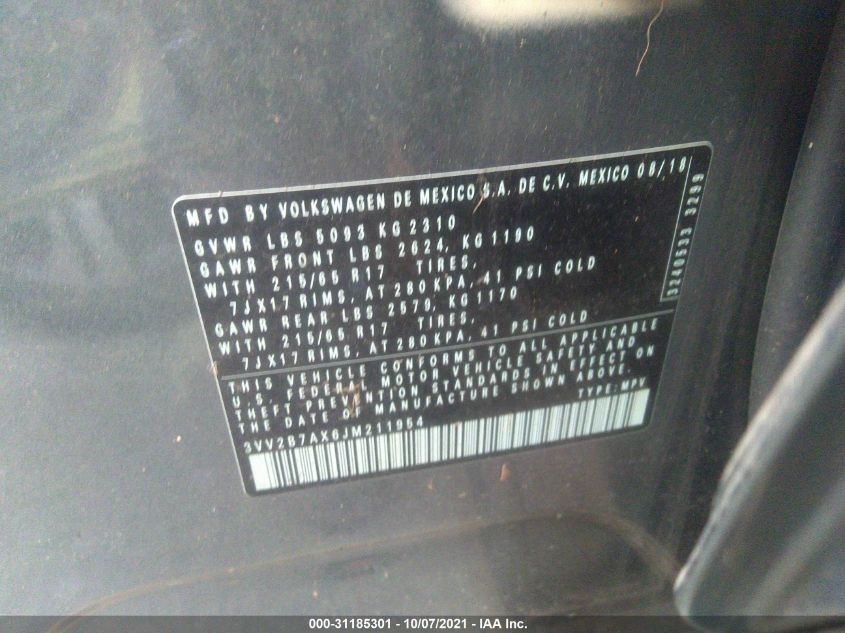 MFD BY VOLKSWAGEN DE MEXICO S.A. DE C.V. MEXICO 08/18
GVWR LBS 5093 KG 2310
GAWR FRONT LBS 2624, KG 1190
WITH 215/65 R17 TIRES,
7JX17 RIMS, AT 280 KPA, 41 PSI COLD
GAWR REAR LBS 2579, KG 1170
WITH 215/65 R17 TIRES,
7JX17 RIMS, AT 280 KPA, 41 PSI COLD
3240533 3299
THIS VEHICLE CONFORMS TO ALL APPLICABLE
U.S. FEDERAL MOTOR VEHICLE SAFETY AND
THEFT PREVENTION STANDARDS IN EFFECT ON
THE DATE OF MANUFACTURE SHOWN ABOVE.
3VV2B7AX6JM211954 TYPE: MPV
000-31185301 - 10/07/2021 - IAA Inc.